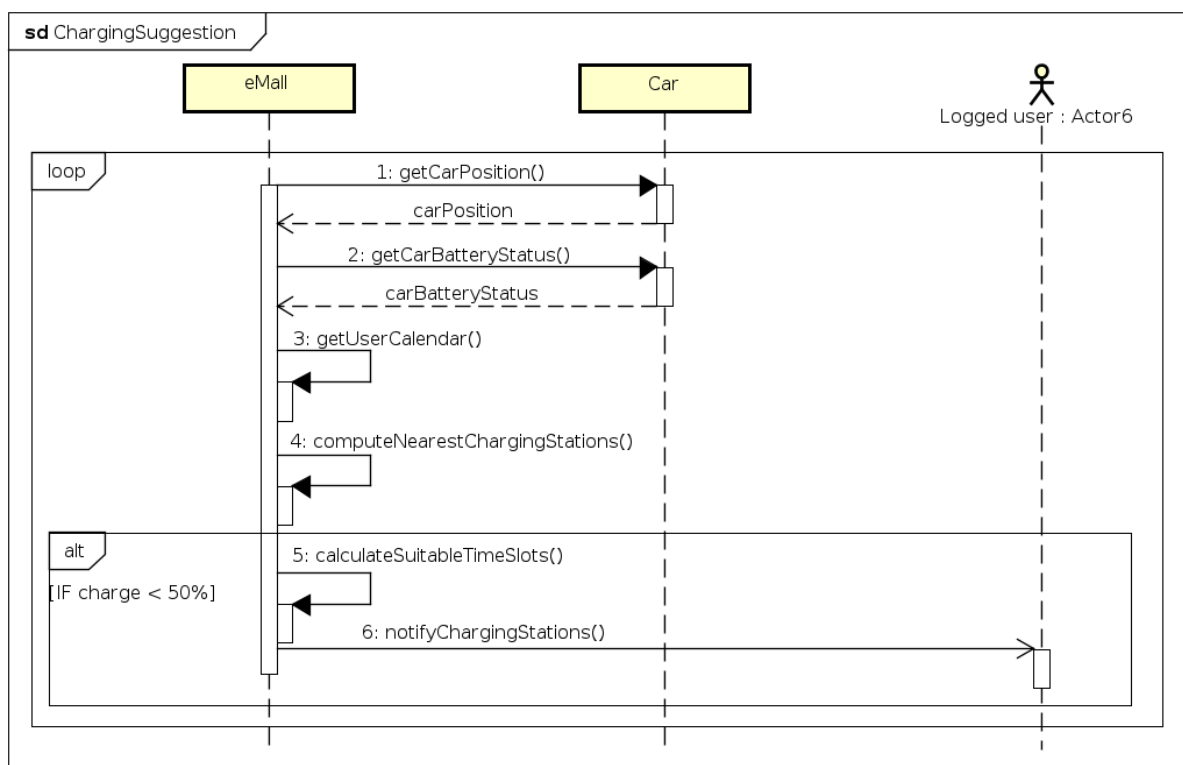 sd ChargingSuggestion
eMall
Car
Logged user : Actor6
loop
1: getCarPosition()
carPosition
2: getCarBatteryStatus()
carBatteryStatus
3: getUserCalendar()
4: computeNearestChargingStations()
alt
5: calculateSuitableTimeSlots()
[IF charge < 50%]
6: notifyChargingStations()